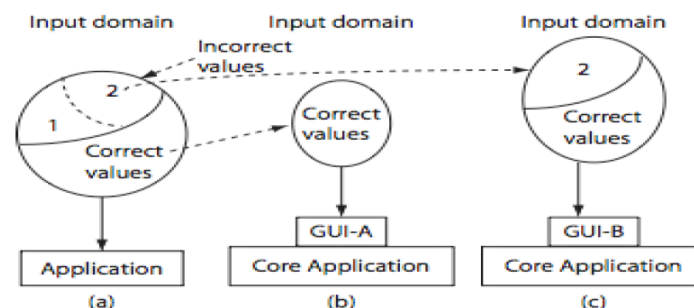 Input domain
Input domain
Input domain
Incorrect
values
2
1
Correct
values
Correct
values
2
Correct
values
GUI-A
GUI-B
Application
Core Application
Core Application
(a)
(b)
(c)